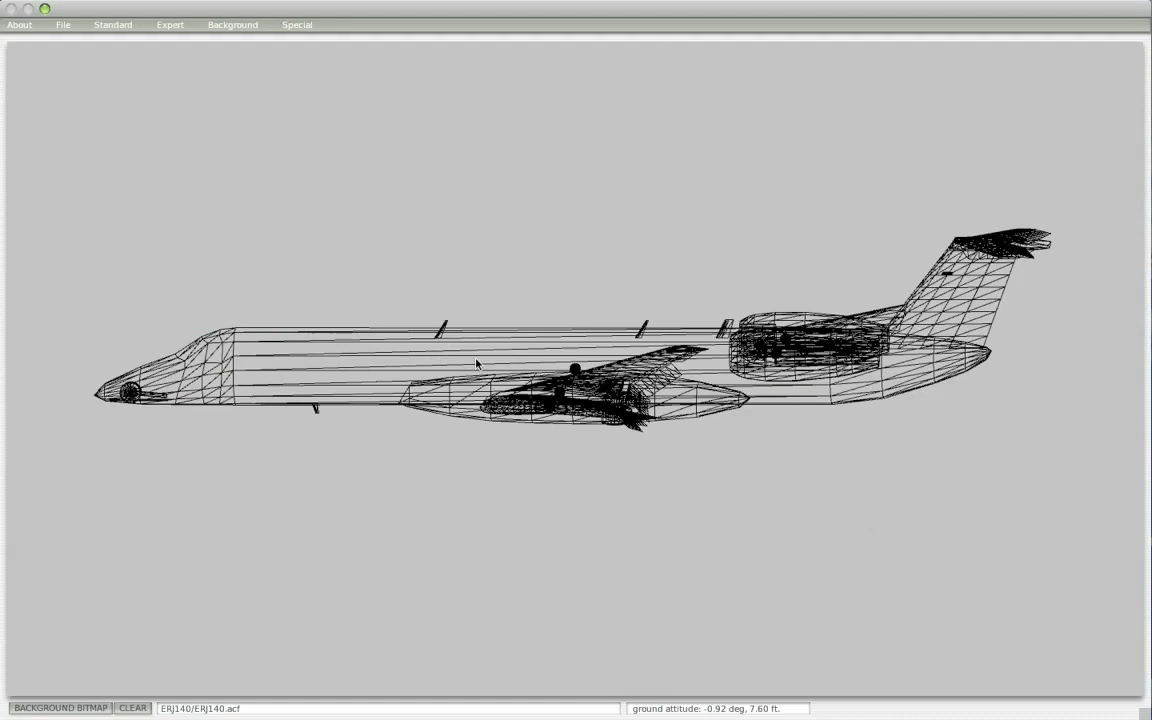 About File Standard Expert Background Special
BACKGROUND BITMAP CLEAR ERJ140/ERJ140.acf ground attitude: -0.92 deg, 7.60 ft.